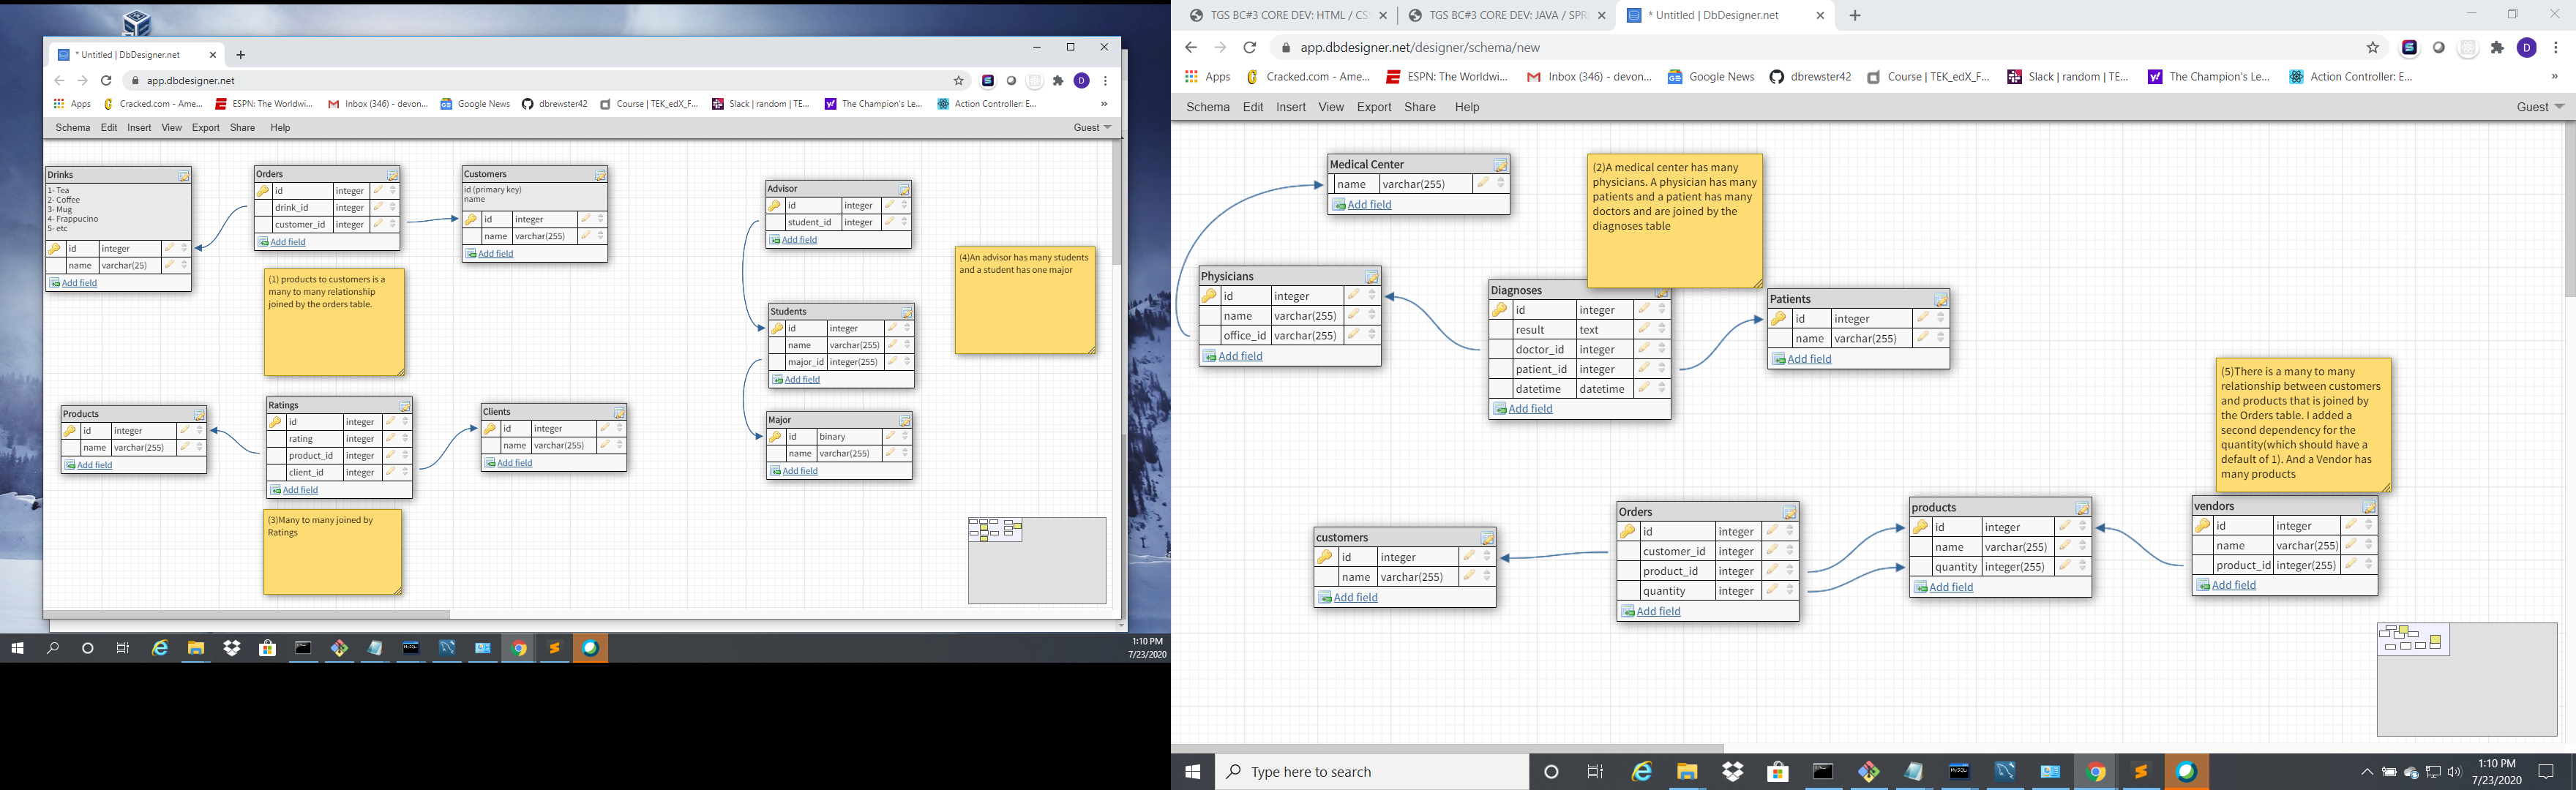 * Untitled | DbDesigner.net
app.dbdesigner.net
Apps Cracked.com - Ame... ESPN: The Worldwi... Inbox (346) - devon... Google News dbrewster42 Course | TEK_edX_F... Slack | random | TE... The Champion's Le... Action Controller: E... »
Schema Edit Insert View Export Share Help Guest
Drinks
1- Tea
2- Coffee
3- Mug
4- Frappucino
5- etc
id integer
name varchar(25)
Add field
Orders
id integer
drink_id integer
customer_id integer
Add field
Customers
id (primary key)
name
id integer
name varchar(255)
Add field
(1) products to customers is a
many to many relationship
joined by the orders table.
Advisor
id integer
student_id integer
Add field
(4)An advisor has many students
and a student has one major
Students
id integer
name varchar(255)
major_id integer(255)
Add field
Major
id binary
name varchar(255)
Add field
Products
id integer
name varchar(255)
Add field
Ratings
id integer
rating integer
product_id integer
client_id integer
Add field
Clients
id integer
name varchar(255)
Add field
(3)Many to many joined by
Ratings
1:10 PM
7/23/2020
TGS BC#3 CORE DEV: HTML / CS
TGS BC#3 CORE DEV: JAVA / SPR
* Untitled | DbDesigner.net
app.dbdesigner.net/designer/schema/new
D
Apps Cracked.com - Ame... ESPN: The Worldwi... Inbox (346) - devon... Google News dbrewster42 Course | TEK_edX_F... Slack | random | TE... The Champion's Le... Action Controller: E... »
Schema Edit Insert View Export Share Help Guest
Medical Center
name varchar(255)
Add field
(2)A medical center has many
physicians. A physician has many
patients and a patient has many
doctors and are joined by the
diagnoses table
Physicians
id integer
name varchar(255)
office_id varchar(255)
Add field
Diagnoses
id integer
result text
doctor_id integer
patient_id integer
datetime datetime
Add field
Patients
id integer
name varchar(255)
Add field
(5)There is a many to many
relationship between customers
and products that is joined by
the Orders table. I added a
second dependency for the
quantity(which should have a
default of 1). And a Vendor has
many products
customers
id integer
name varchar(255)
Add field
Orders
id integer
customer_id integer
product_id integer
quantity integer
Add field
products
id integer
name varchar(255)
quantity integer(255)
Add field
vendors
id integer
name varchar(255)
product_id integer(255)
Add field
Type here to search
1:10 PM
7/23/2020